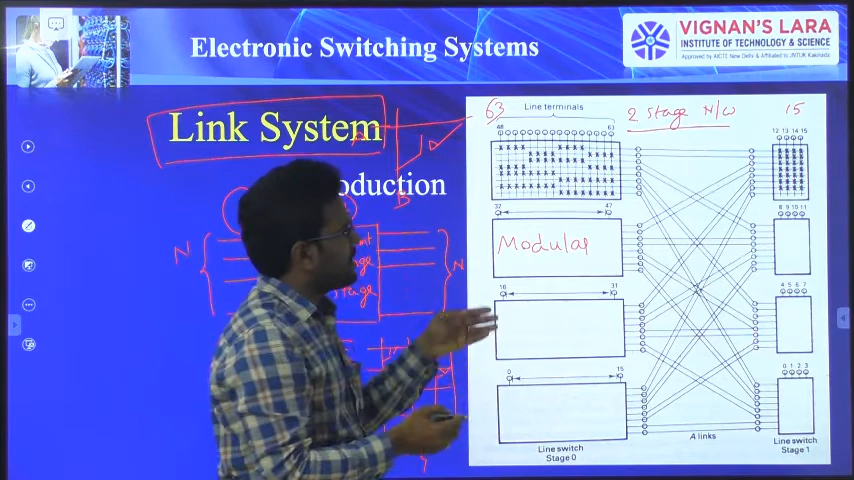 Electronic Switching Systems
VIGNAN'S LARA
INSTITUTE OF TECHNOLOGY & SCIENCE
Approved by AICTE New Delhi & Affiliated to JNTUK Kakinada
Link System
oduction
B
N
nt
ge
stage
N
63
Line terminals
2 Stage N/W
15
48
63
12 13 14 15
37
47
8 9 10 11
Modular
16
31
4 5 6 7
0
15
0 1 2 3
A links
Line switch
Stage 0
Line switch
Stage 1